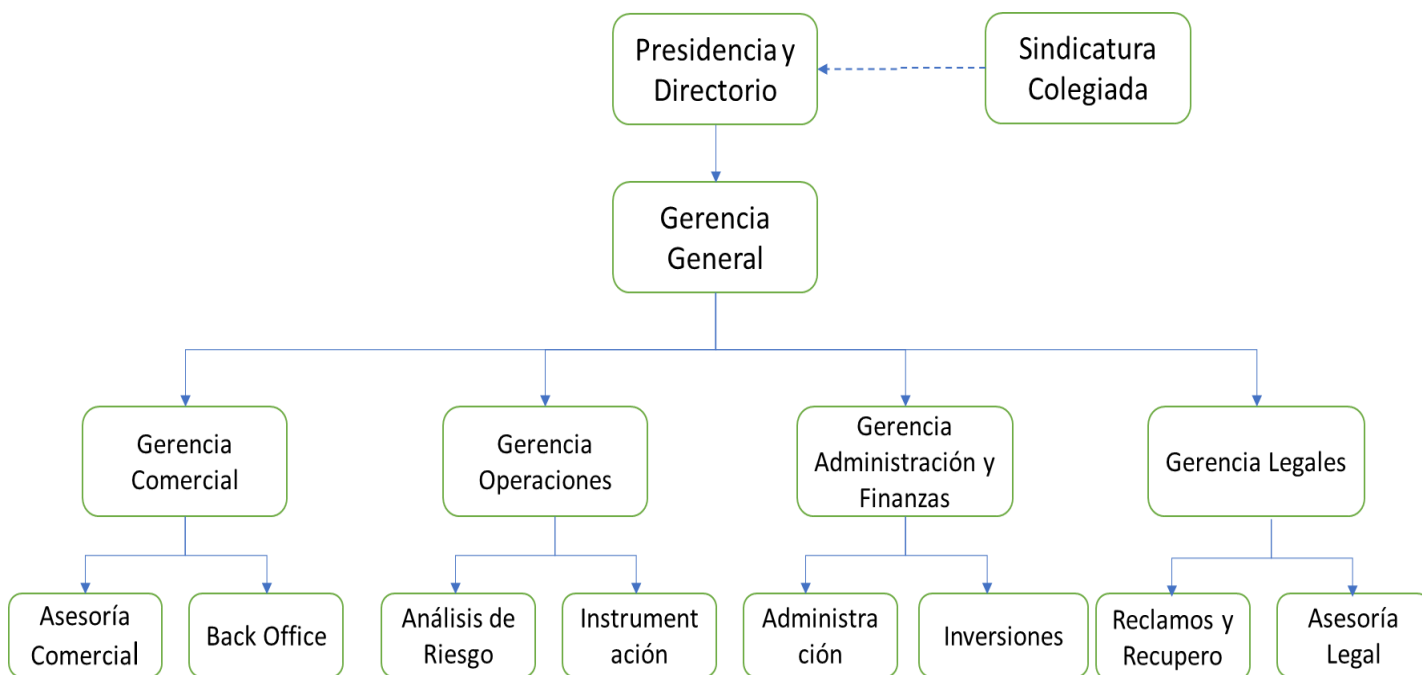 Presidencia y
Directorio
Sindicatura
Colegiada
Gerencia
General
Gerencia
Comercial
Gerencia
Operaciones
Gerencia
Administración y
Finanzas
Gerencia Legales
Asesoría
Comercial
Back Office
Análisis de
Riesgo
Instrument
ación
Administra
ción
Inversiones
Reclamos y
Recupero
Asesoría
Legal